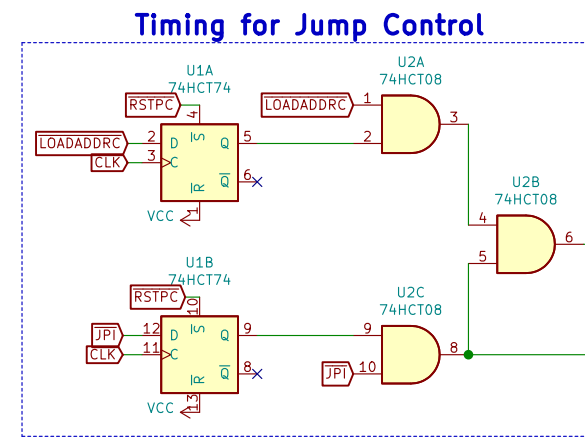 Timing for Jump Control
U1A
74HCT74
RSTPC
4
S
LOADADDRC
2
D
Q
5
CLK
3
C
Q
6
R
1
VCC
U2A
74HCT08
LOADADDRC
1
2
3
U2B
74HCT08
4
5
6
U1B
74HCT74
RSTPC
10
S
JPI
12
D
Q
9
CLK
11
C
Q
8
R
13
VCC
U2C
74HCT08
9
JPI
10
8